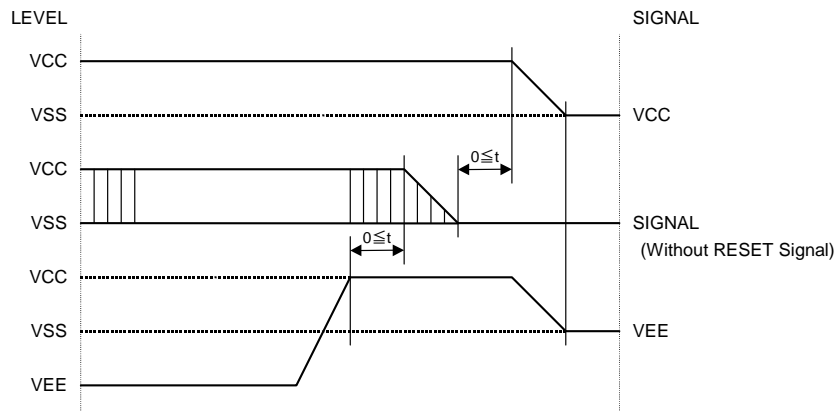 LEVEL
SIGNAL
VCC
VSS
VCC
0≦t
VCC
VSS
SIGNAL
(Without RESET Signal)
0≦t
VCC
VSS
VEE
VEE